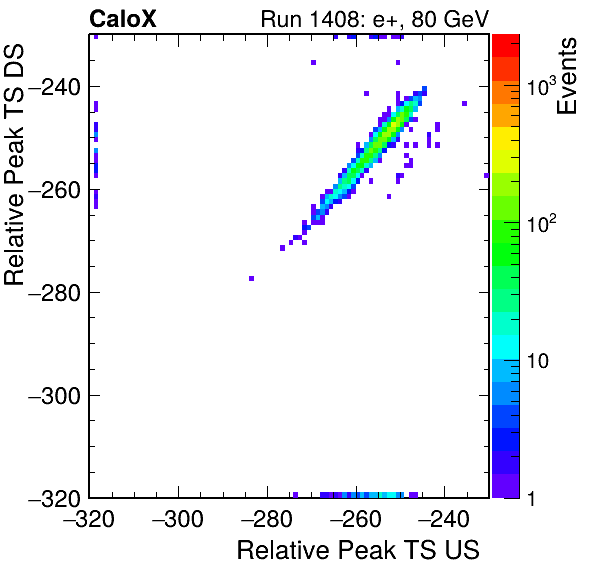 CaloX Run 1408: e+, 80 GeV
Relative Peak TS DS
−240
−260
−280
−300
−320
−320 −300 −280 −260 −240
Relative Peak TS US
Events
10³
10²
10
1